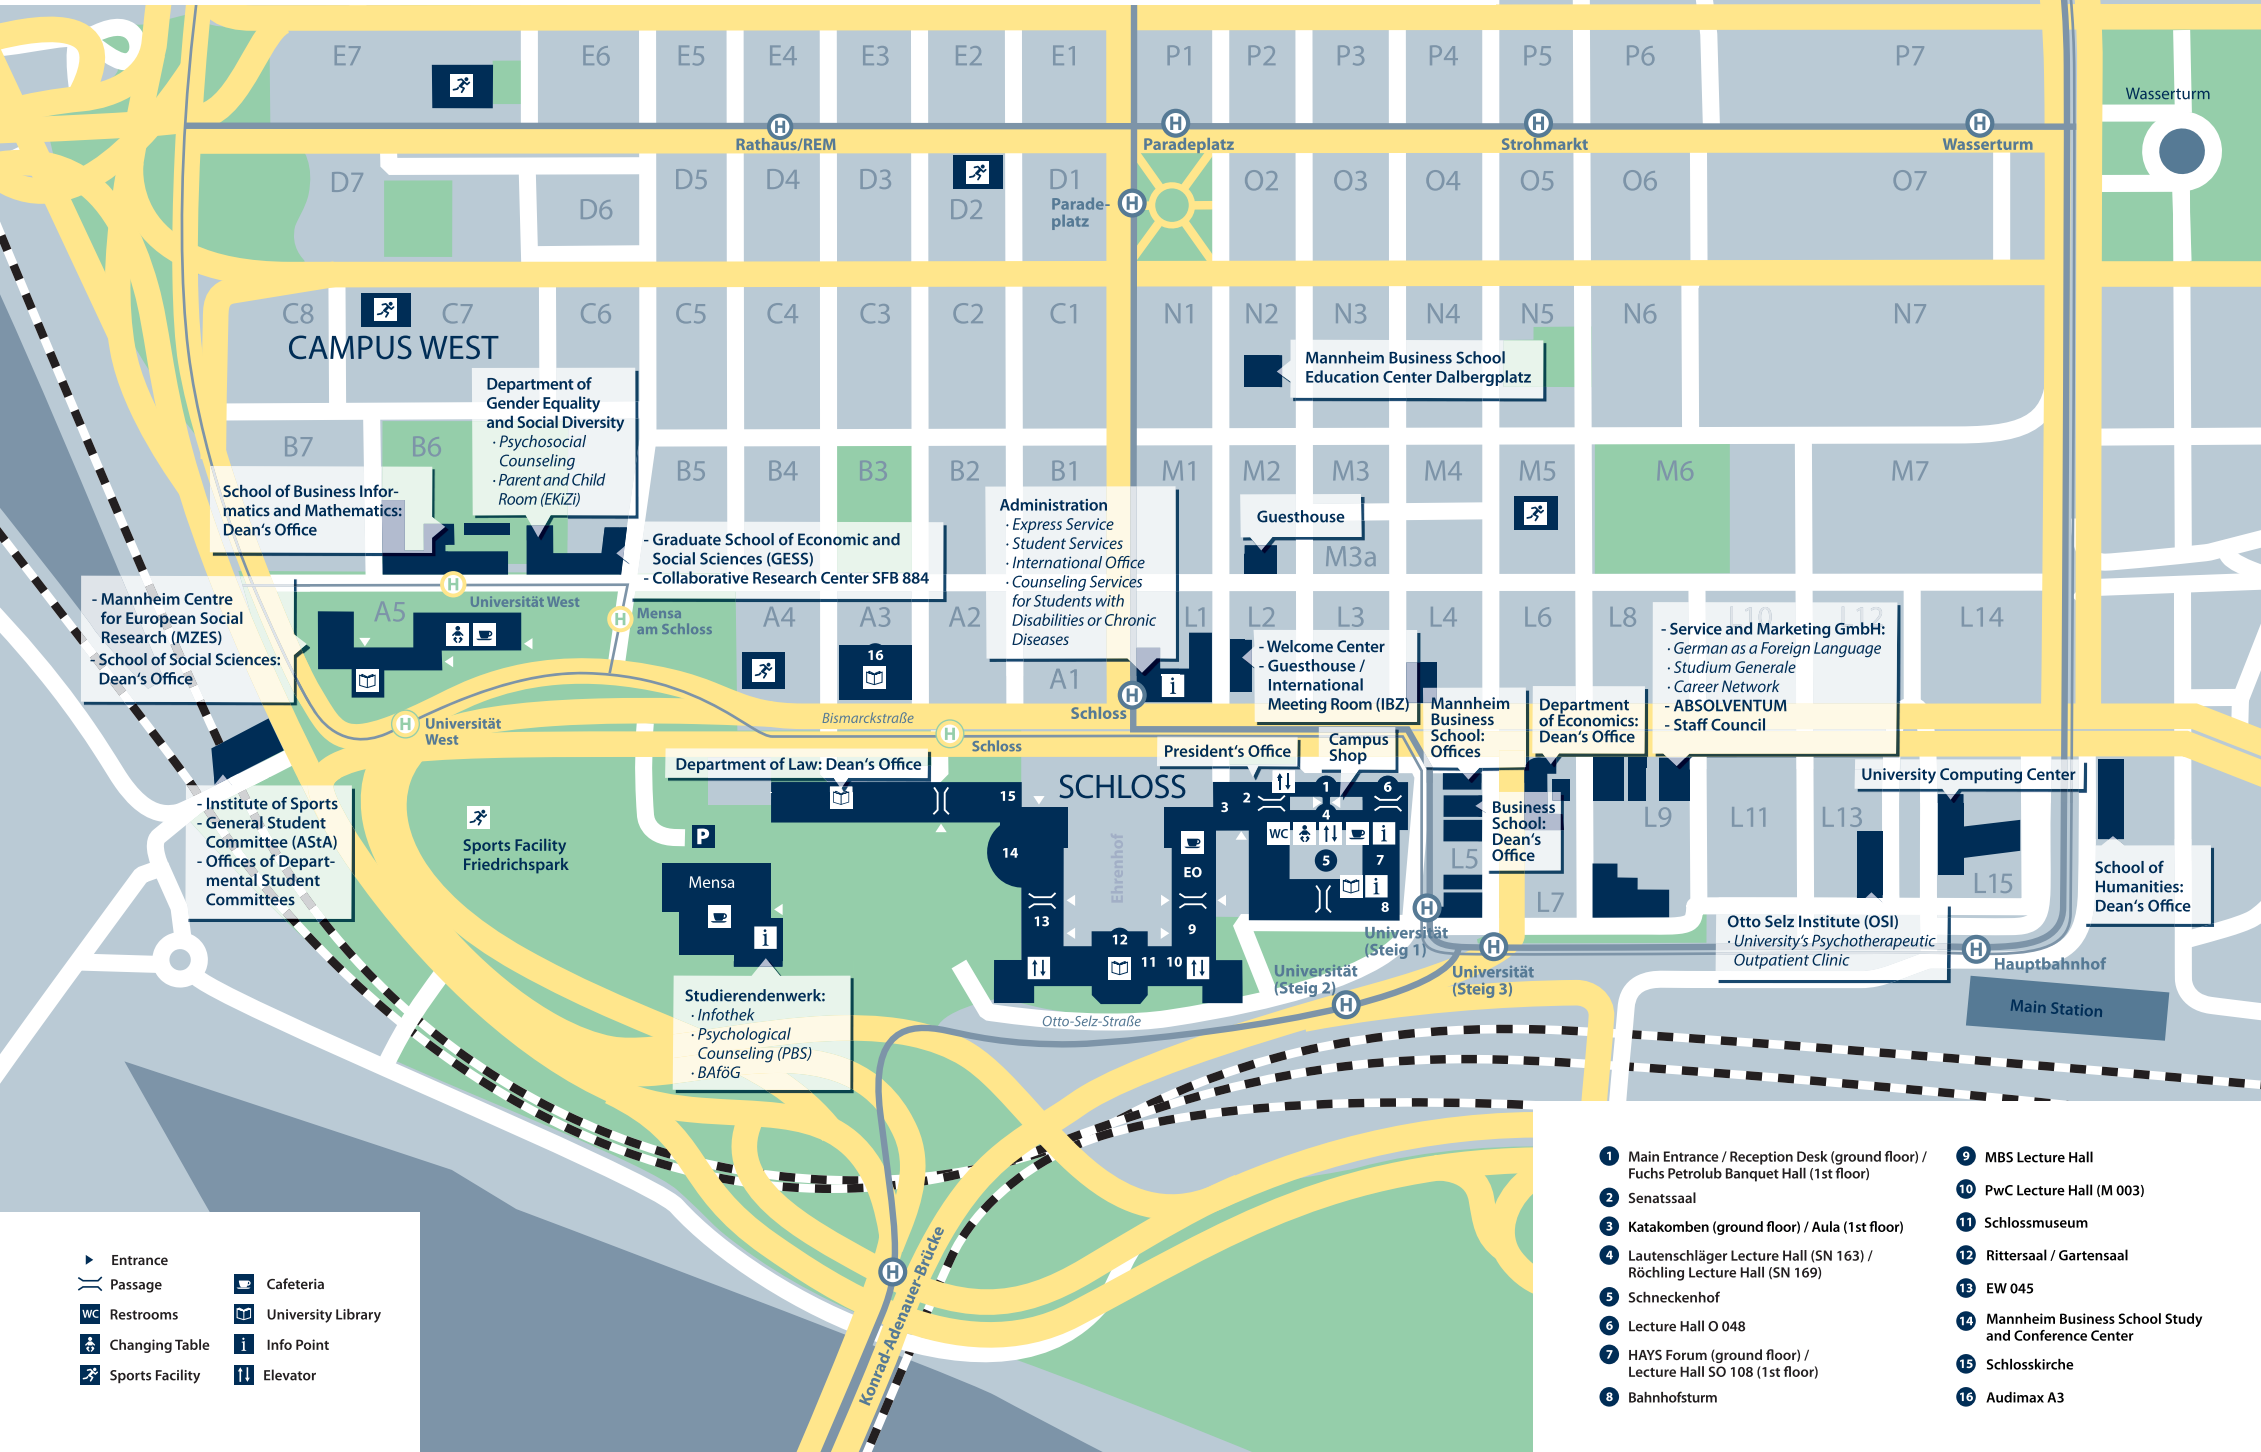 E7
E6
E5
E4
E3
E2
E1
P1
P2
P3
P4
P5
P6
P7
Wasserturm
H
Rathaus/REM
H
Paradeplatz
H
Strohmarkt
H
Wasserturm
D7
D6
D5
D4
D3
D2
D1
Parade-
platz
H
O2
O3
O4
O5
O6
O7
C8
C7
C6
C5
C4
C3
C2
C1
N1
N2
N3
N4
N5
N6
N7
CAMPUS WEST
Mannheim Business School
Education Center Dalbergplatz
Department of
Gender Equality
and Social Diversity
· Psychosocial
Counseling
· Parent and Child
Room (EKiZi)
B7
B6
B5
B4
B3
B2
B1
M1
M2
M3
M4
M5
M6
M7
School of Business Infor-
matics and Mathematics:
Dean‘s Office
- Graduate School of Economic and
Social Sciences (GESS)
- Collaborative Research Center SFB 884
Administration
· Express Service
· Student Services
· International Office
· Counseling Services
for Students with
Disabilities or Chronic
Diseases
Guesthouse
M3a
- Mannheim Centre
for European Social
Research (MZES)
- School of Social Sciences:
Dean‘s Office
H
Universität West
H
Mensa
am Schloss
A5
A4
A3
A2
A1
16
L1
L2
L3
L4
L6
L8
L10
L12
L14
- Welcome Center
- Guesthouse /
International
Meeting Room (IBZ)
- Service and Marketing GmbH:
· German as a Foreign Language
· Studium Generale
· Career Network
- ABSOLVENTUM
- Staff Council
i
H
Schloss
Bismarckstraße
H
Universität
West
H
Schloss
Mannheim
Business
School:
Offices
Department
of Economics:
Dean‘s Office
Department of Law: Dean‘s Office
President‘s Office
Campus
Shop
University Computing Center
SCHLOSS
15
3
2
1
6
4
WC
i
5
7
i
8
14
Ehrenhof
EO
13
9
12
11
10
Business
School:
Dean‘s
Office
L5
L7
L9
L11
L13
L15
- Institute of Sports
- General Student
Committee (AStA)
- Offices of Depart-
mental Student
Committees
Sports Facility
Friedrichspark
P
Mensa
i
School of
Humanities:
Dean‘s Office
Otto Selz Institute (OSI)
· University‘s Psychotherapeutic
Outpatient Clinic
H
Universität
(Steig 1)
H
Universität
(Steig 2)
H
Universität
(Steig 3)
H
Hauptbahnhof
Main Station
Studierendenwerk:
· Infothek
· Psychological
Counseling (PBS)
· BAföG
Otto-Selz-Straße
H
Konrad-Adenauer-Brücke
Entrance
Passage
WC Restrooms
Changing Table
Sports Facility
Cafeteria
University Library
i Info Point
Elevator
1 Main Entrance / Reception Desk (ground floor) /
Fuchs Petrolub Banquet Hall (1st floor)
2 Senatssaal
3 Katakomben (ground floor) / Aula (1st floor)
4 Lautenschläger Lecture Hall (SN 163) /
Röchling Lecture Hall (SN 169)
5 Schneckenhof
6 Lecture Hall O 048
7 HAYS Forum (ground floor) /
Lecture Hall SO 108 (1st floor)
8 Bahnhofsturm
9 MBS Lecture Hall
10 PwC Lecture Hall (M 003)
11 Schlossmuseum
12 Rittersaal / Gartensaal
13 EW 045
14 Mannheim Business School Study
and Conference Center
15 Schlosskirche
16 Audimax A3